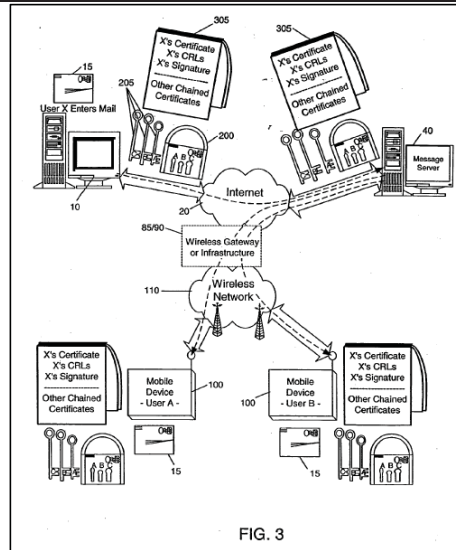 305
305
X's Certificate
X's CRLs
X's Signature
Other Chained
Certificates
X's Certificate
X's CRLs
X's Signature
Other Chained
Certificates
15
User X Enters Mail
205
200
A B C
A B C
40
Message
Server
10
Internet
20
85/90
Wireless Gateway
or Infrastructure
110
Wireless
Network
X's Certificate
X's CRLs
X's Signature
Other Chained
Certificates
A B C
Mobile
Device
- User A -
100
15
Mobile
Device
- User B -
100
15
X's Certificate
X's CRLs
X's Signature
Other Chained
Certificates
A B C
FIG. 3